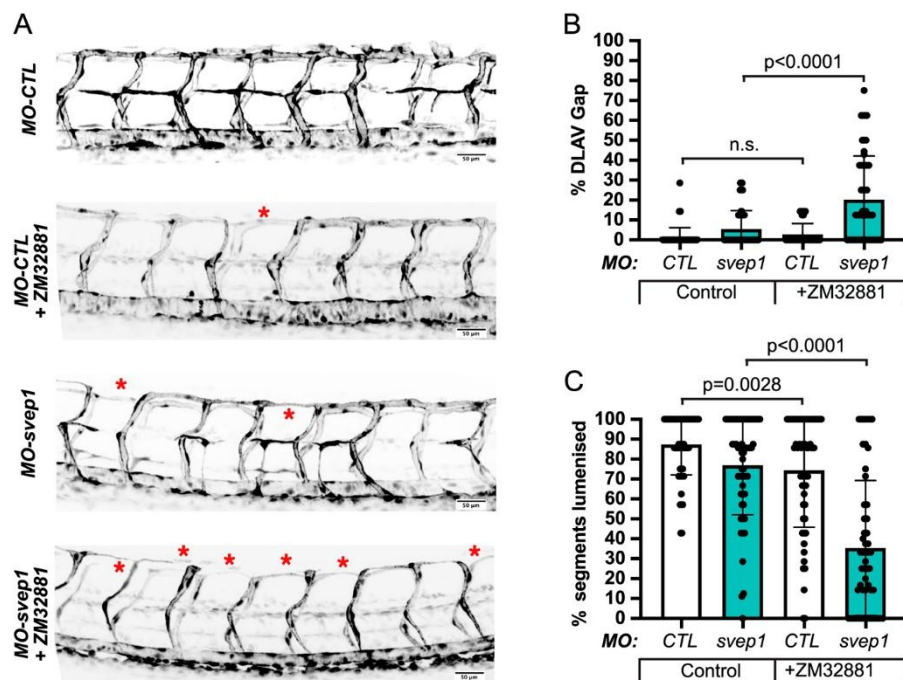 A
MO-CTL
50 µm
MO-CTL
+ ZM32881
*
50 µm
MO-svep1
*
*
50 µm
MO-svep1
+ ZM32881
*
*
*
*
*
*
50 µm
B
% DLAV Gap
100
90
80
70
60
50
40
30
20
10
0
n.s.
p<0.0001
MO: CTL svep1 CTL svep1
Control +ZM32881
C
% segments lumenised
100
90
80
70
60
50
40
30
20
10
0
p=0.0028
p<0.0001
MO: CTL svep1 CTL svep1
Control +ZM32881